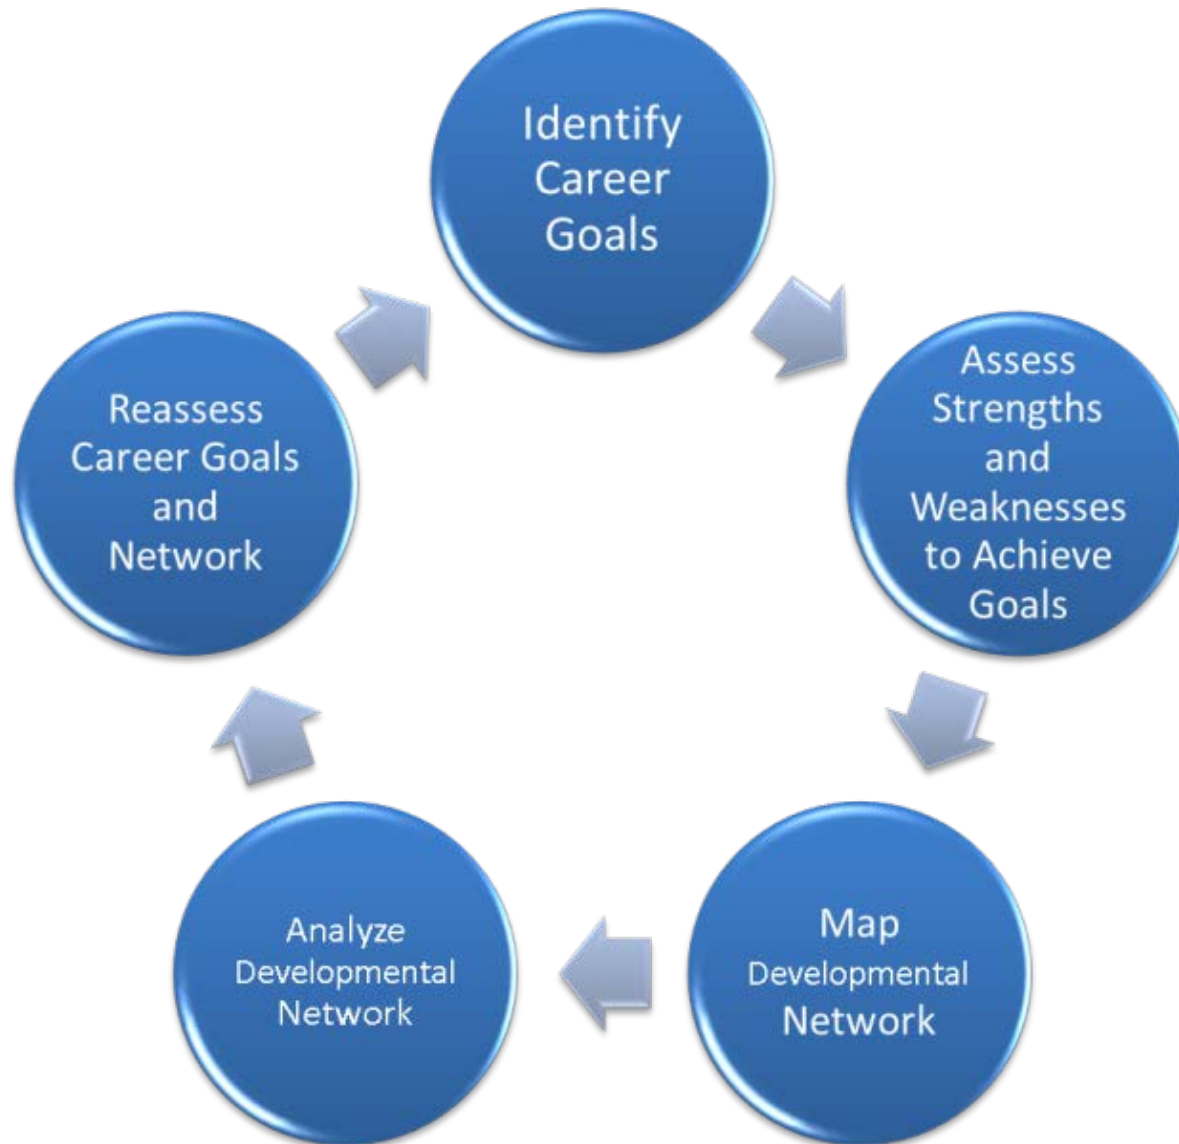 Identify
Career
Goals
Assess
Strengths
and
Weaknesses
to Achieve
Goals
Map
Developmental
Network
Analyze
Developmental
Network
Reassess
Career Goals
and
Network